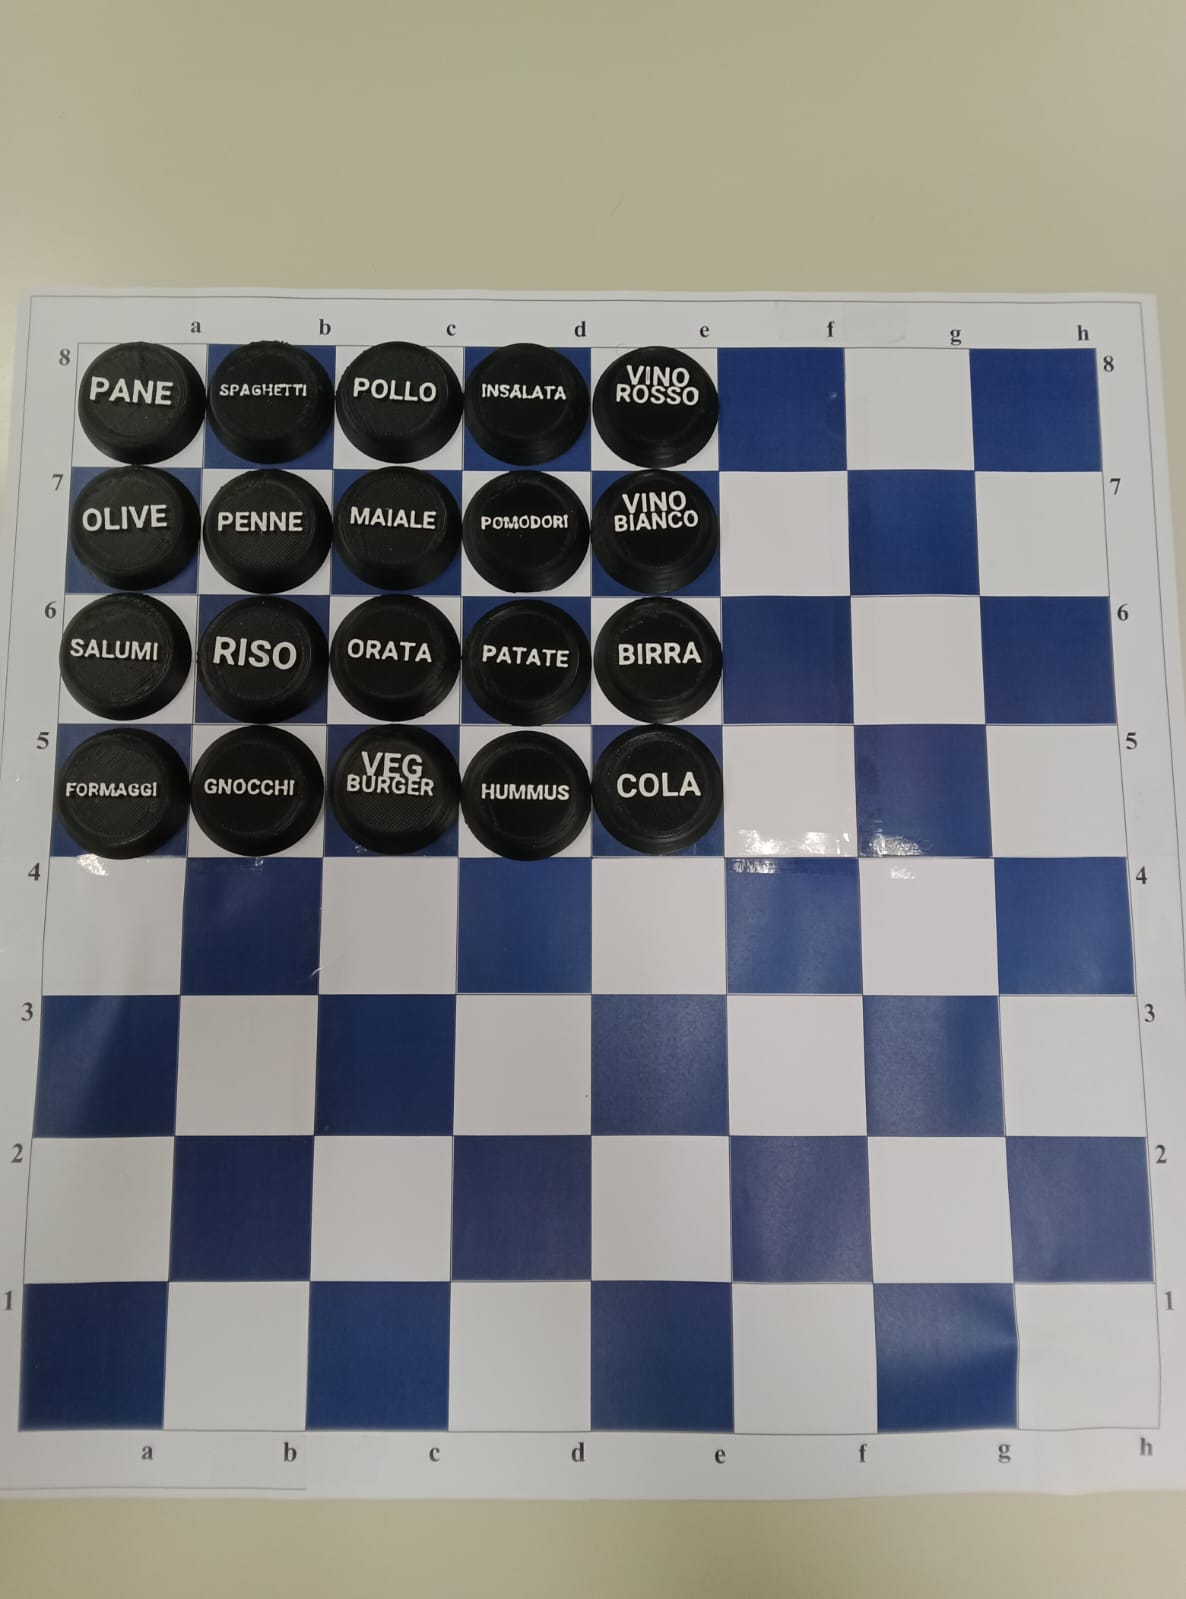 a b c d e f g h
8 PANE SPAGHETTI POLLO INSALATA VINO ROSSO 8
7 OLIVE PENNE MAIALE POMODORI VINO BIANCO 7
6 SALUMI RISO ORATA PATATE BIRRA 6
5 FORMAGGI GNOCCHI VEG BURGER HUMMUS COLA 5
4 4
3 3
2 2
1 1
a b c d e f g h